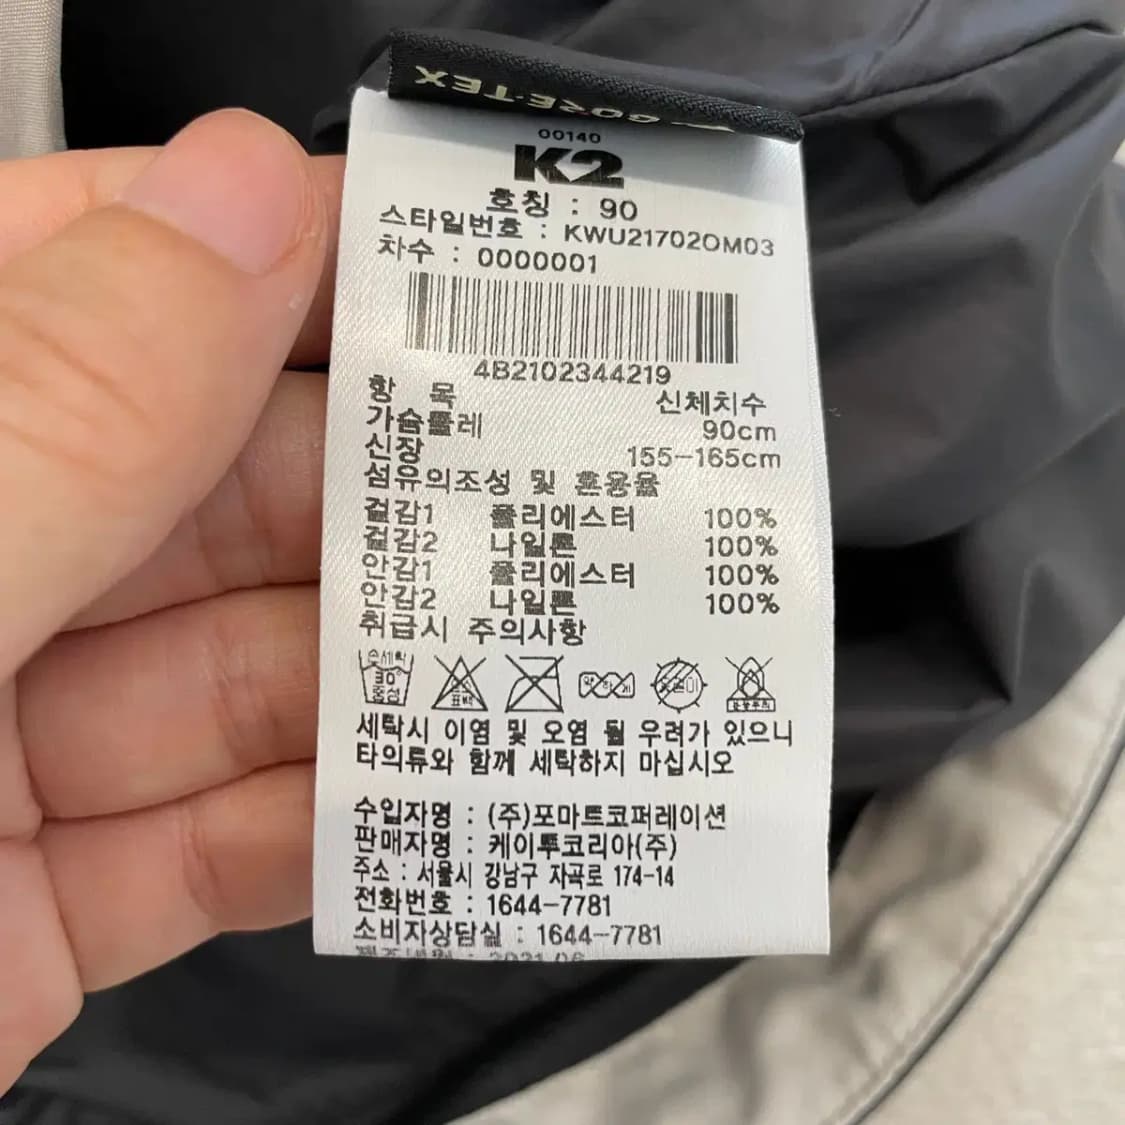 GORE-TEX
00140
K2
호칭 : 90
스타일번호 : KWU21702OM03
차수 : 0000001
4B2102344219
항 목 신체치수
가슴둘레 90cm
신장 155-165cm
섬유의조성 및 혼용율
겉감1 폴리에스터 100%
겉감2 나일론 100%
안감1 폴리에스터 100%
안감2 나일론 100%
취급시 주의사항
손세탁
30°
중성
세탁시 이염 및 오염 될 우려가 있으니
타의류와 함께 세탁하지 마십시오
수입자명 : (주)포마트코퍼레이션
판매자명 : 케이투코리아(주)
주소 : 서울시 강남구 자곡로 174-14
전화번호 : 1644-7781
소비자상담실 : 1644-7781